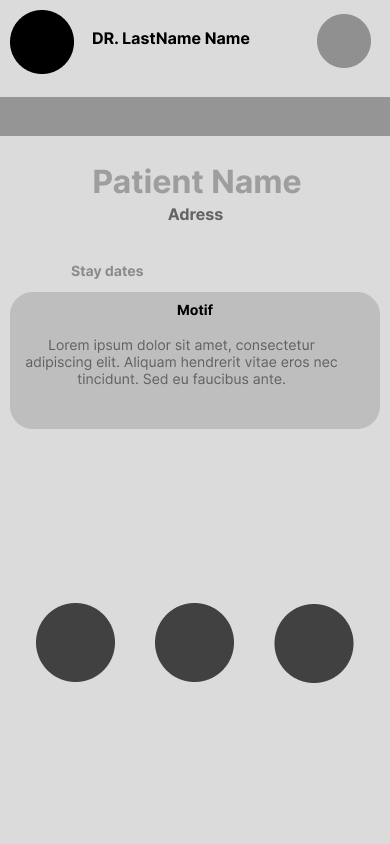 DR. LastName Name
Patient Name
Adress
Stay dates
Motif
Lorem ipsum dolor sit amet, consectetur
adipiscing elit. Aliquam hendrerit vitae eros nec
tincidunt. Sed eu faucibus ante.